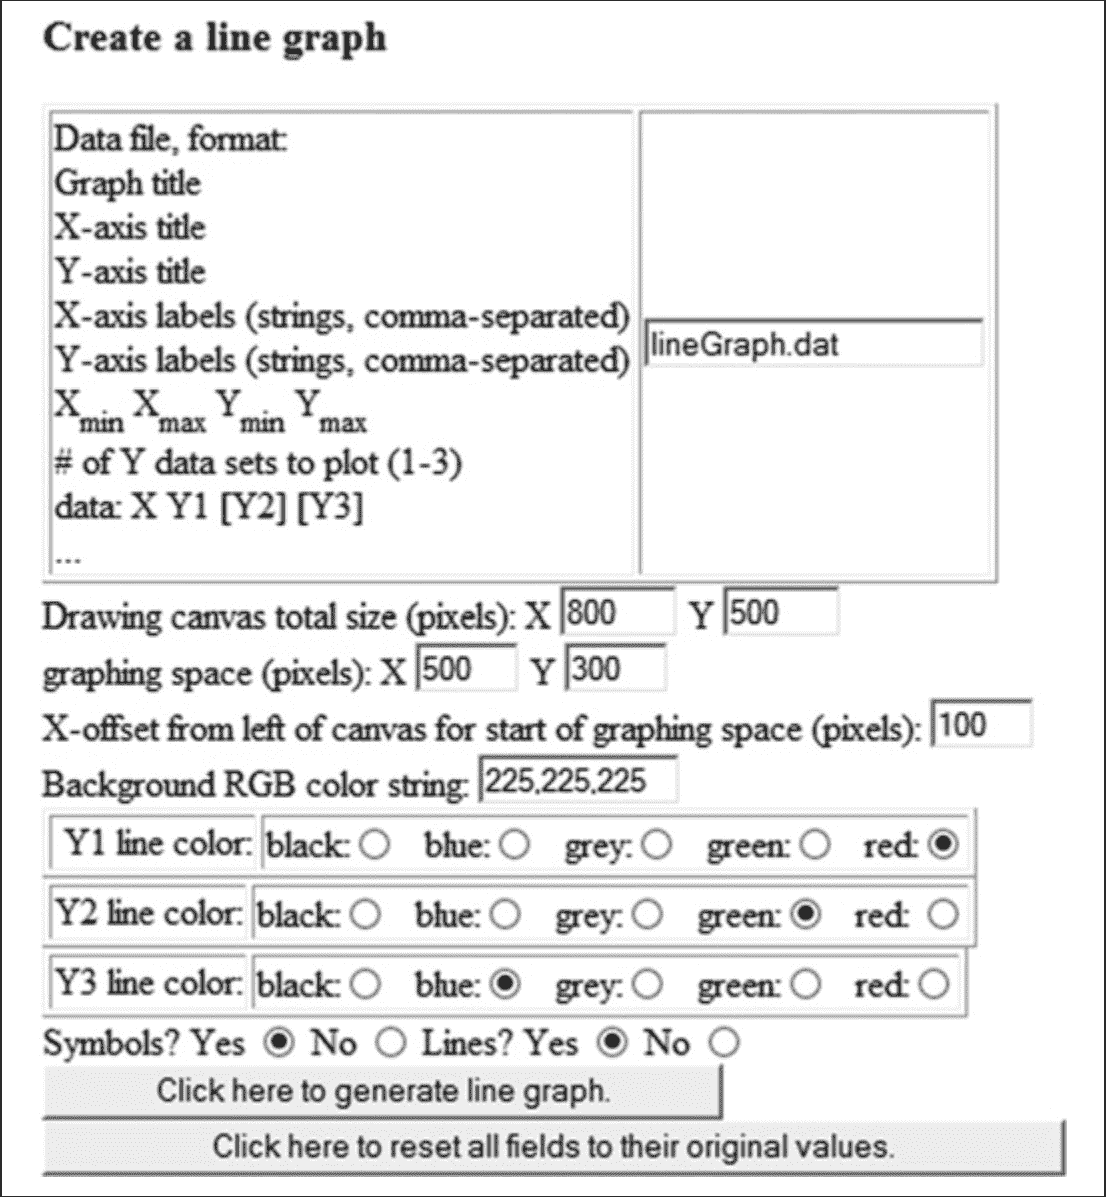 Create a line graph
Data file, format:
Graph title
X-axis title
Y-axis title
X-axis labels (strings, comma-separated)
Y-axis labels (strings, comma-separated)
Xmin Xmax Ymin Ymax
# of Y data sets to plot (1-3)
data: X Y1 [Y2] [Y3]
...
lineGraph.dat
Drawing canvas total size (pixels): X 800 Y 500
graphing space (pixels): X 500 Y 300
X-offset from left of canvas for start of graphing space (pixels): 100
Background RGB color string: 225,225,225
Y1 line color: black: blue: grey: green: red:
Y2 line color: black: blue: grey: green: red:
Y3 line color: black: blue: grey: green: red:
Symbols? Yes No Lines? Yes No
Click here to generate line graph.
Click here to reset all fields to their original values.